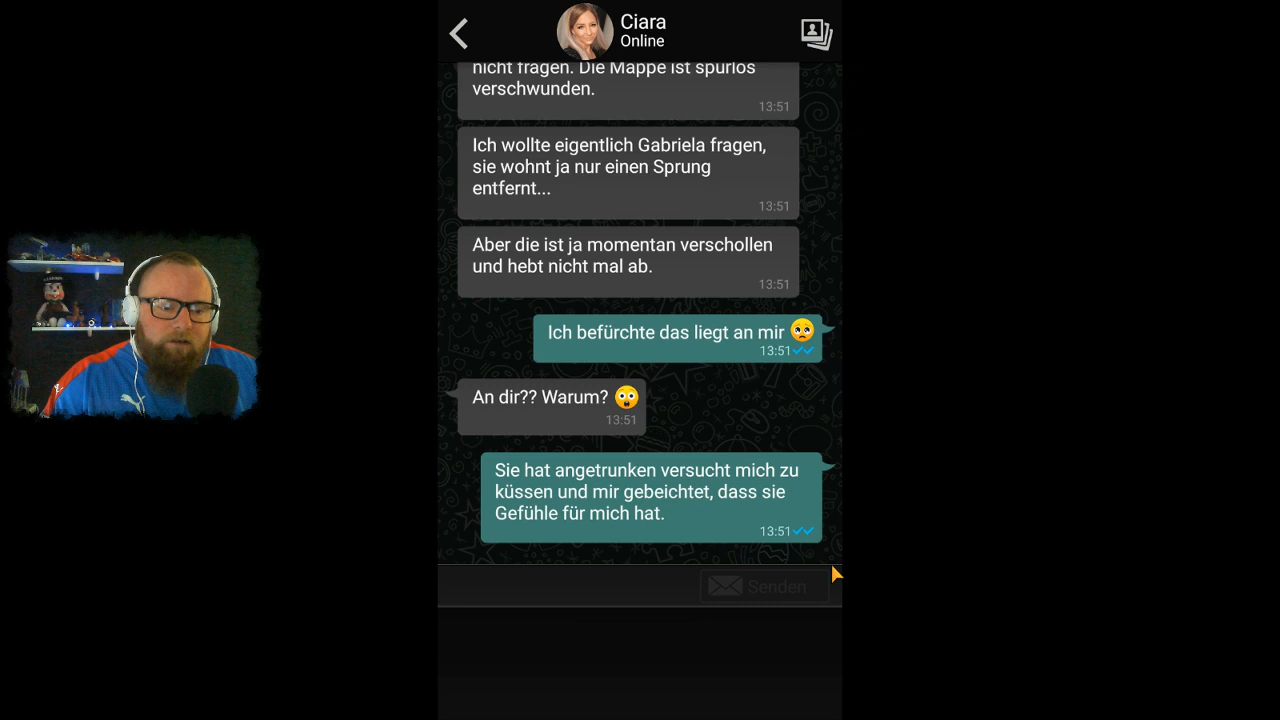 Ciara
Online
nicht fragen. Die Mappe ist spurlos
verschwunden.
13:51
Ich wollte eigentlich Gabriela fragen,
sie wohnt ja nur einen Sprung
entfernt...
13:51
Aber die ist ja momentan verschollen
und hebt nicht mal ab.
13:51
Ich befürchte das liegt an mir 🥺
13:51
An dir?? Warum? 😲
13:51
Sie hat angetrunken versucht mich zu
küssen und mir gebeichtet, dass sie
Gefühle für mich hat.
13:51
Senden